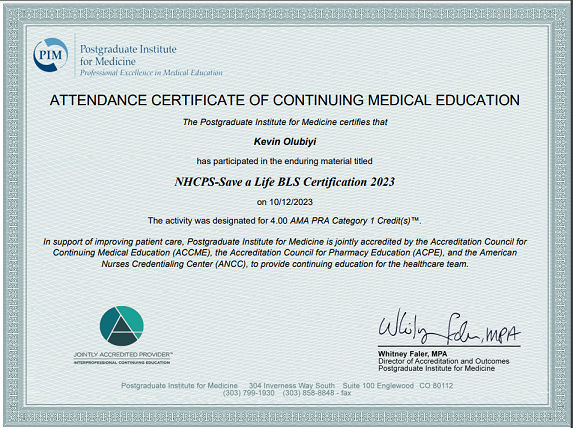 PIM
Postgraduate Institute
for Medicine
Professional Excellence in Medical Education
ATTENDANCE CERTIFICATE OF CONTINUING MEDICAL EDUCATION
The Postgraduate Institute for Medicine certifies that
Kevin Olubiyi
has participated in the enduring material titled
NHCPS-Save a Life BLS Certification 2023
on 10/12/2023
The activity was designated for 4.00 AMA PRA Category 1 Credit(s)™.
In support of improving patient care, Postgraduate Institute for Medicine is jointly accredited by the Accreditation Council for
Continuing Medical Education (ACCME), the Accreditation Council for Pharmacy Education (ACPE), and the American
Nurses Credentialing Center (ANCC), to provide continuing education for the healthcare team.
JOINTLY ACCREDITED PROVIDER™
INTERPROFESSIONAL CONTINUING EDUCATION
Whitney Faler, MPA
Whitney Faler, MPA
Director of Accreditation and Outcomes
Postgraduate Institute for Medicine
Postgraduate Institute for Medicine 304 Inverness Way South Suite 100 Englewood CO 80112
(303) 799-1930 (303) 858-8848 - fax